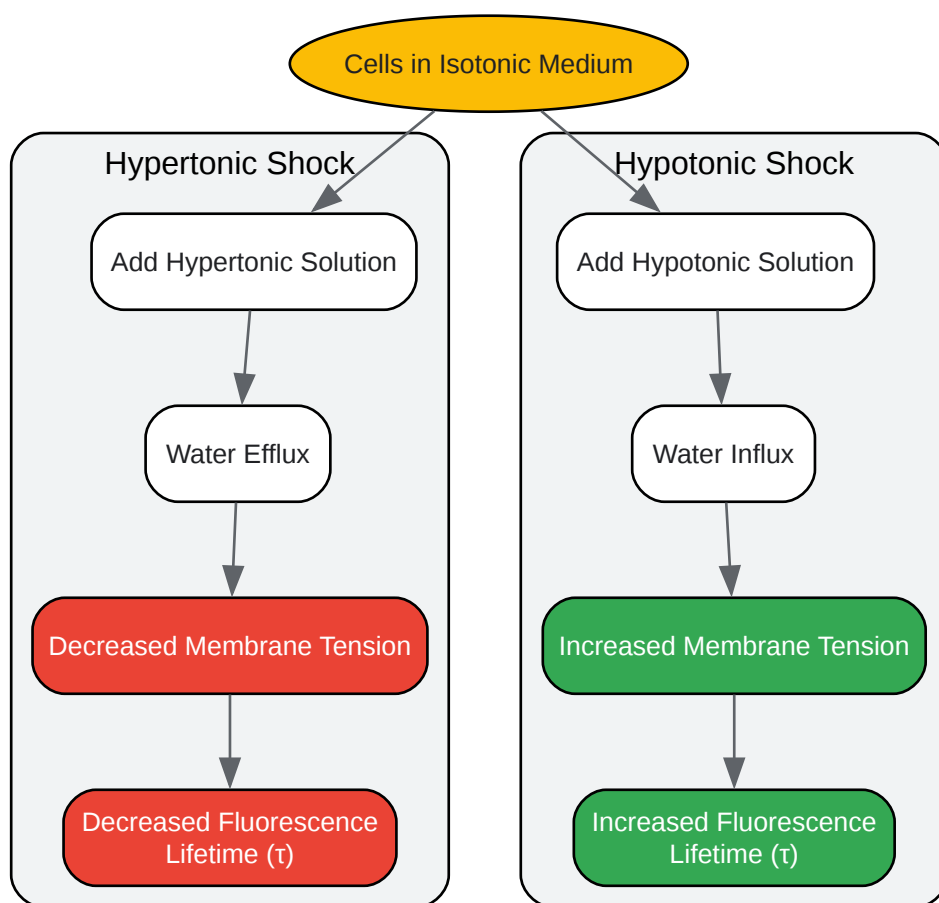 Cells in Isotonic Medium
Hypertonic Shock
Add Hypertonic Solution
Water Efflux
Decreased Membrane Tension
Decreased Fluorescence
Lifetime (τ)
Hypotonic Shock
Add Hypotonic Solution
Water Influx
Increased Membrane Tension
Increased Fluorescence
Lifetime (τ)